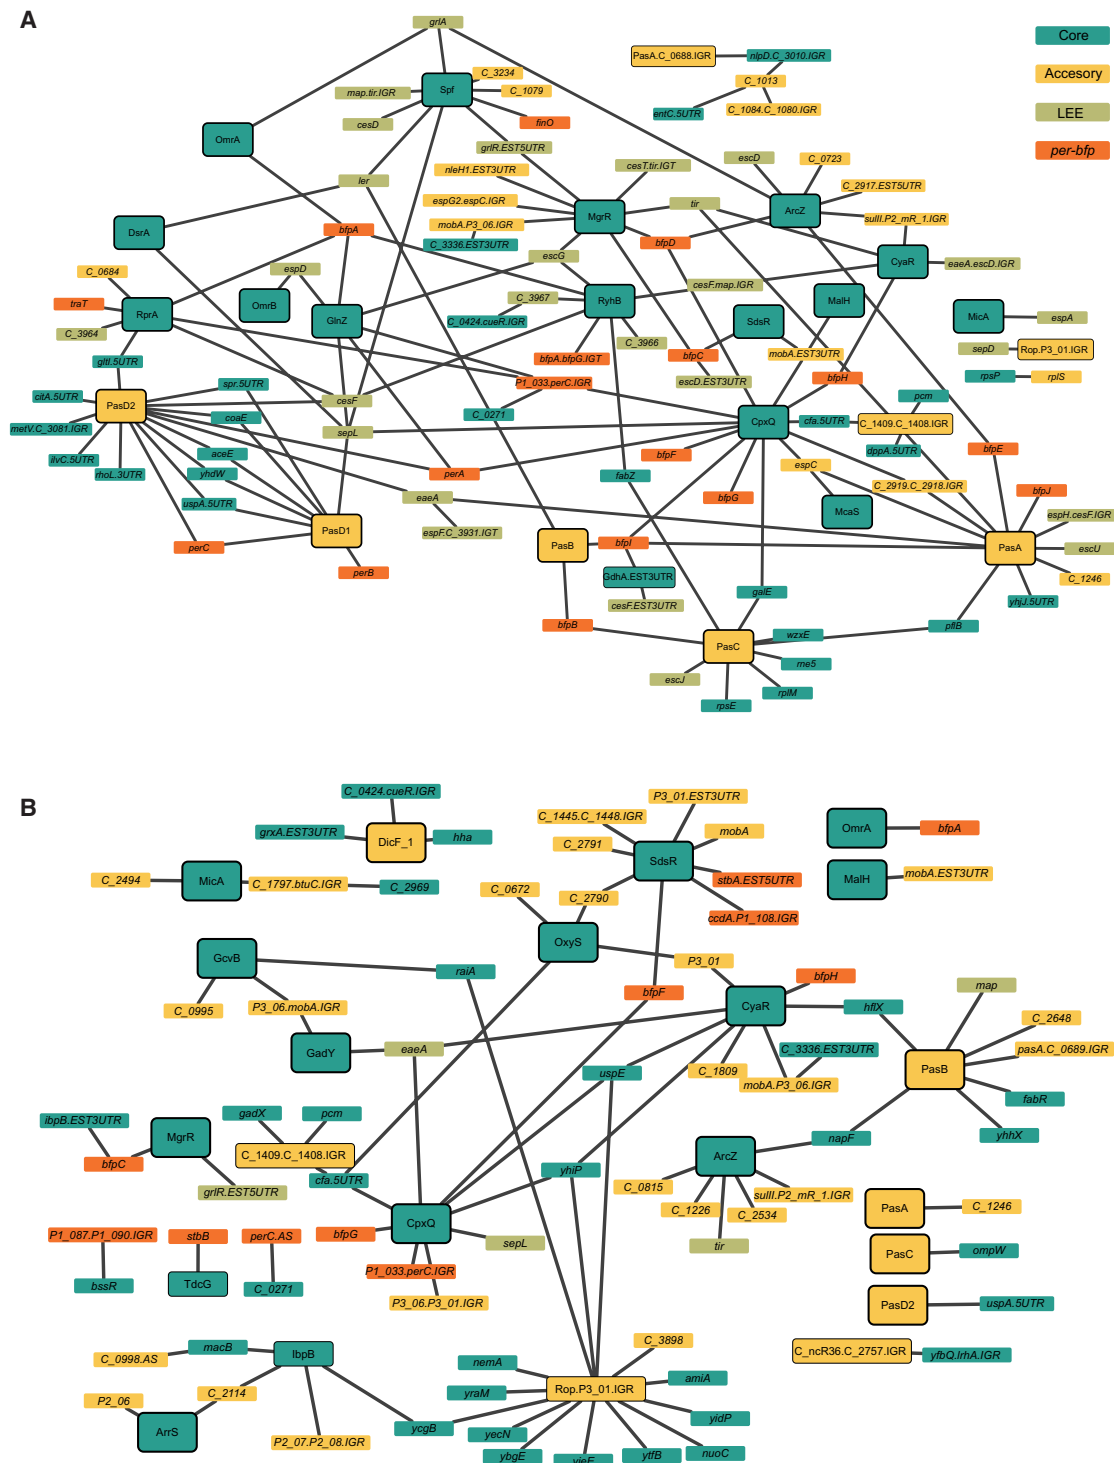 A
grlA
Core
PasA.C_0688.IGR
nlpD.C_3010.IGR
C_3234
C_1013
Accesory
Spf
map.tir.IGR
C_1079
entC.5UTR
C_1084.C_1080.IGR
LEE
cesD
finO
OmrA
grlR.EST5UTR
per-bfp
nleH1.EST3UTR
cesT.tir.IGT
escD
C_0723
ler
C_2917.EST5UTR
espG2.espC.IGR
tir
ArcZ
MgrR
sulII.P2_mR_1.IGR
mobA.P3_06.IGR
DsrA
bfpA
C_3336.EST3UTR
bfpD
escG
CyaR
eaeA.escD.IGR
C_0684
espD
cesF.map.IGR
traT
OmrB
C_3967
RyhB
MalH
RprA
GlnZ
C_0424.cueR.IGR
SdsR
MicA
espA
C_3964
C_3966
sepD
Rop.P3_01.IGR
gltI.5UTR
bfpA.bfpG.IGT
bfpC
mobA.EST3UTR
rpsP
rplS
spr.5UTR
P1_033.perC.IGR
escD.EST3UTR
bfpH
citA.5UTR
PasD2
cesF
pcm
coaE
C_0271
CpxQ
cfa.5UTR
C_1409.C_1408.IGR
metV.C_3081.IGR
sepL
aceE
bfpF
dppA.5UTR
bfpE
ilvC.5UTR
rhoL.3UTR
yhdW
perA
fabZ
espC
C_2919.C_2918.IGR
uspA.5UTR
eaeA
bfpG
bfpJ
McaS
espH.cesF.IGR
PasD1
espF.C_3931.IGT
perC
PasB
bfpI
PasA
escU
perB
GdhA.EST3UTR
C_1246
cesF.EST3UTR
galE
yhjJ.5UTR
bfpB
pflB
wzxE
PasC
rne5
escJ
rplM
rpsE
B
C_0424.cueR.IGR
P3_01.EST3UTR
C_1445.C_1448.IGR
grxA.EST3UTR
DicF_1
hha
mobA
OmrA
bfpA
C_2791
SdsR
C_2494
MicA
C_1797.btuC.IGR
C_2969
stbA.EST5UTR
MalH
mobA.EST3UTR
C_0672
C_2790
ccdA.P1_108.IGR
OxyS
GcvB
P3_01
raiA
bfpH
map
bfpF
C_0995
P3_06.mobA.IGR
CyaR
hflX
C_2648
GadY
eaeA
C_3336.EST3UTR
pasA.C_0689.IGR
C_1809
PasB
uspE
mobA.P3_06.IGR
fabR
ibpB.EST3UTR
gadX
pcm
MgrR
napF
yhhX
bfpC
C_1409.C_1408.IGR
ArcZ
grlR.EST5UTR
cfa.5UTR
yhiP
C_0815
sulII.P2_mR_1.IGR
PasA
C_1246
C_1226
C_2534
CpxQ
P1_087.P1_090.IGR
stbB
perC.AS
bfpG
sepL
tir
PasC
ompW
P1_033.perC.IGR
bssR
TdcG
C_0271
P3_06.P3_01.IGR
PasD2
uspA.5UTR
macB
IbpB
C_3898
C_ncR36.C_2757.IGR
yfbQ.lrhA.IGR
C_0998.AS
nemA
amiA
Rop.P3_01.IGR
C_2114
yraM
P2_06
ycgB
yidP
ArrS
yecN
P2_07.P2_08.IGR
ybgE
ytfB
nuoC